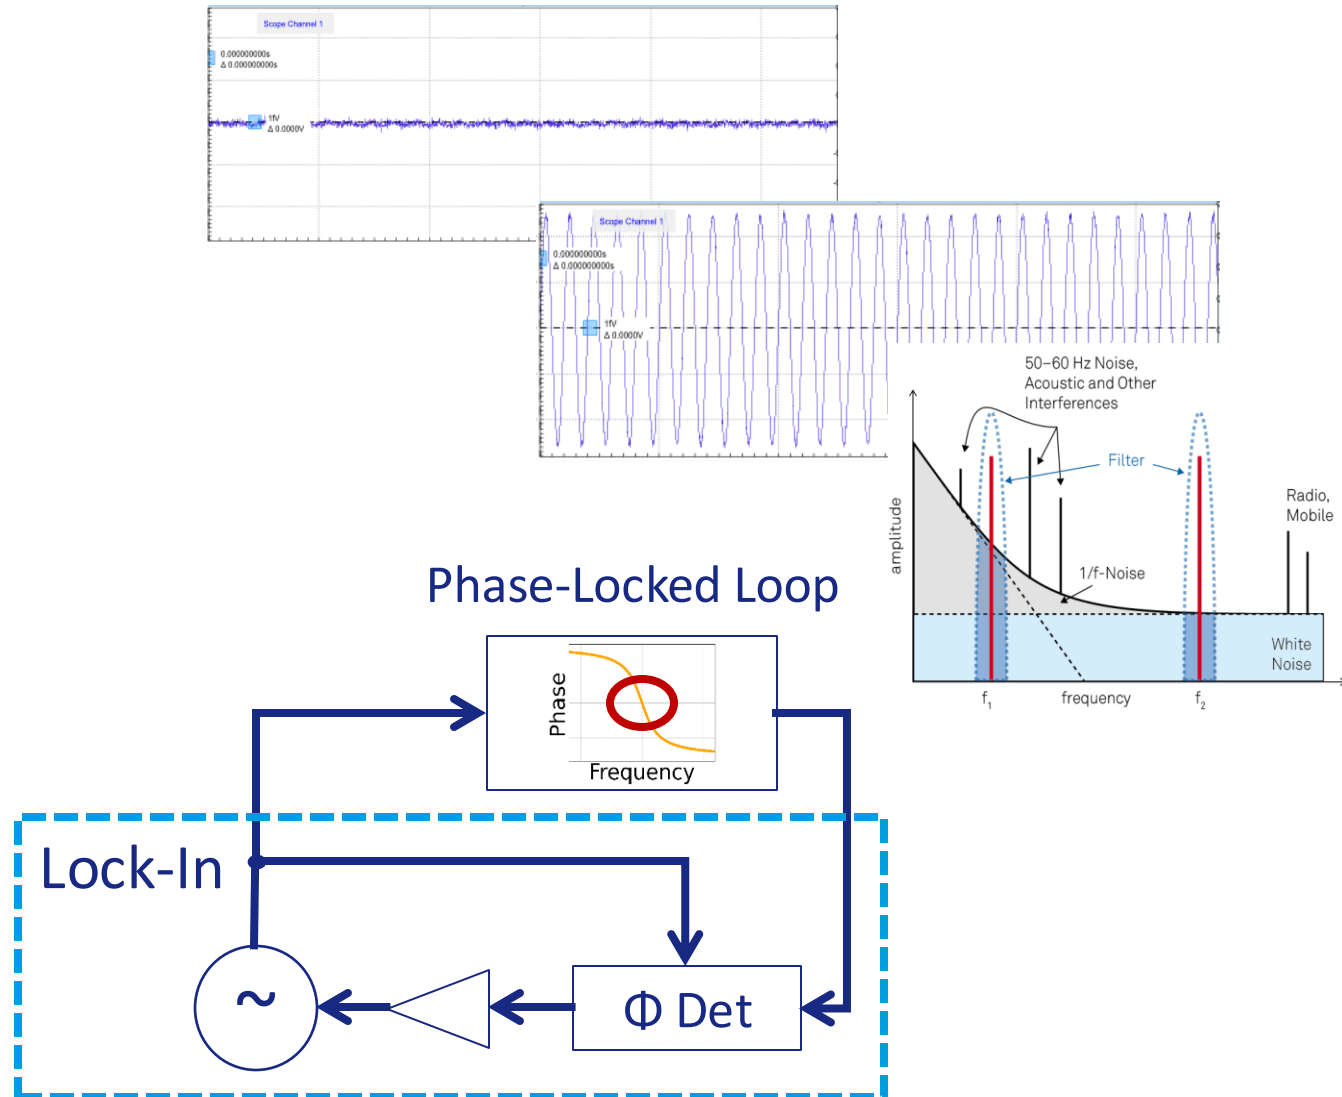 Scope Channel 1
0.000000000s
Δ 0.000000000s
1fV
Δ 0.0000V
Scope Channel 1
0.000000000s
Δ 0.000000000s
1fV
Δ 0.0000V
50–60 Hz Noise,
Acoustic and Other
Interferences
Filter
Radio,
Mobile
amplitude
1/f-Noise
White
Noise
f1
frequency
f2
Phase-Locked Loop
Phase
Frequency
Lock-In
~
Φ Det